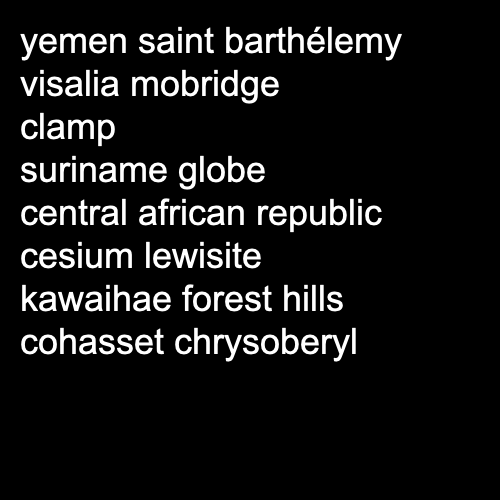 yemen saint barthélemy
visalia mobridge
clamp
suriname globe
central african republic
cesium lewisite
kawaihae forest hills
cohasset chrysoberyl